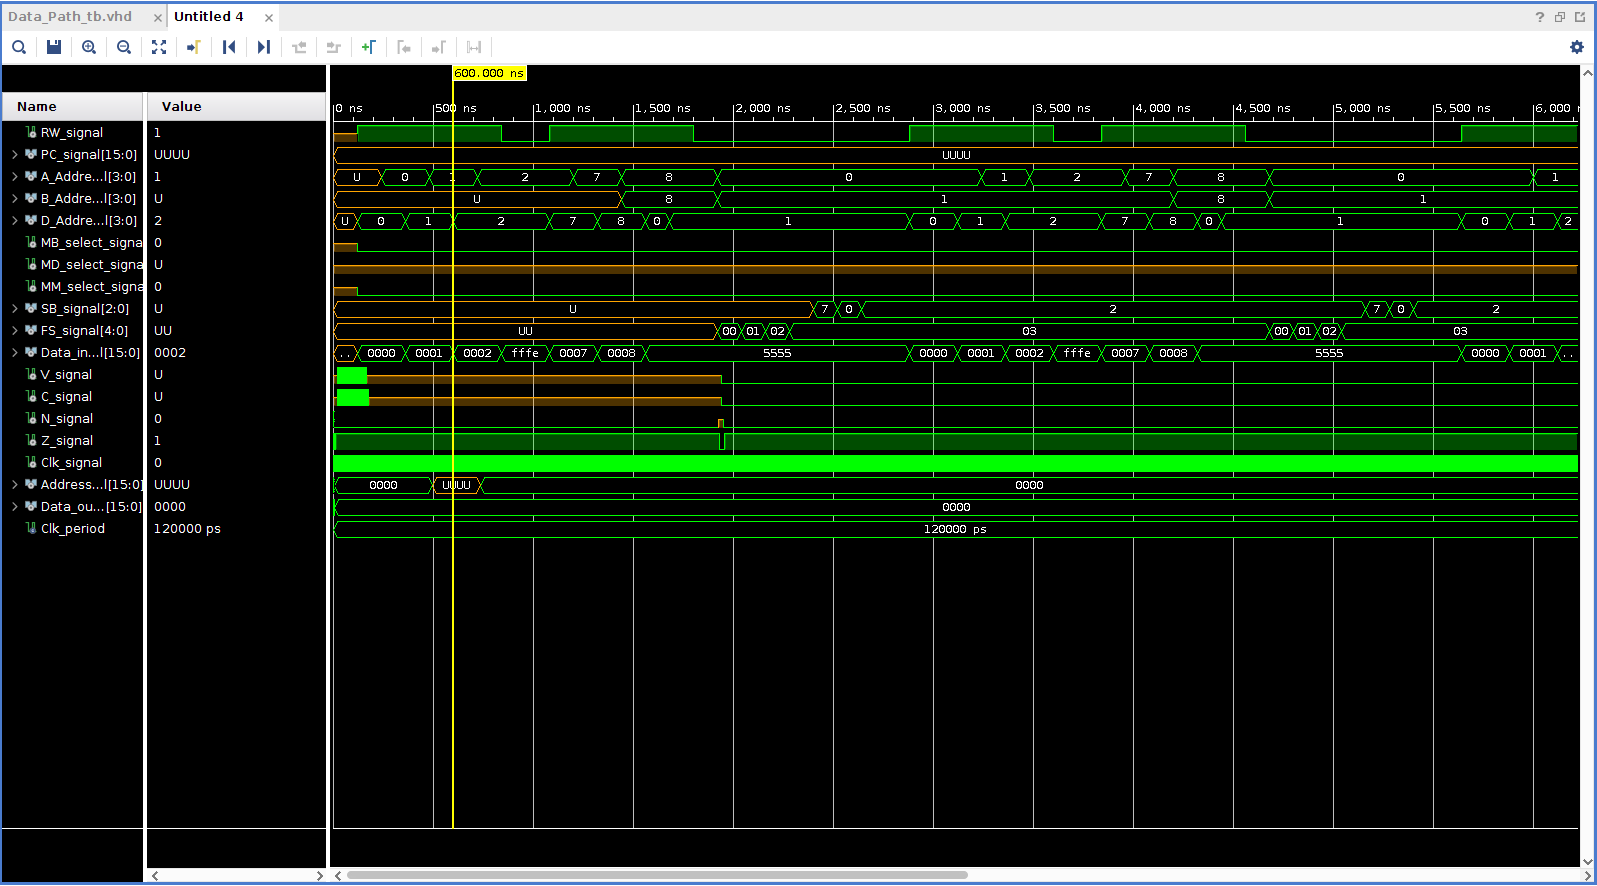 Data_Path_tb.vhd × Untitled 4 ×
?
600.000 ns
Name Value
0 ns 500 ns 1,000 ns 1,500 ns 2,000 ns 2,500 ns 3,000 ns 3,500 ns 4,000 ns 4,500 ns 5,000 ns 5,500 ns 6,000 n
RW_signal 1
PC_signal[15:0] UUUU UUUU
A_Addre...l[3:0] 1 U 0 1 2 7 8 0 1 2 7 8 0 1
B_Addre...l[3:0] U U 8 1 8 1
D_Addre...l[3:0] 2 U 0 1 2 7 8 0 1 0 1 2 7 8 0 1 0 1 2
MB_select_signa 0
MD_select_signa U
MM_select_signa 0
SB_signal[2:0] U U 7 0 2 7 0 2
FS_signal[4:0] UU UU 00 01 02 03 00 01 02 03
Data_in...l[15:0] 0002 .. 0000 0001 0002 fffe 0007 0008 5555 0000 0001 0002 fffe 0007 0008 5555 0000 0001 ..
V_signal U
C_signal U
N_signal 0
Z_signal 1
Clk_signal 0
Address...l[15:0] UUUU 0000 UUUU 0000
Data_ou...[15:0] 0000 0000
Clk_period 120000 ps 120000 ps